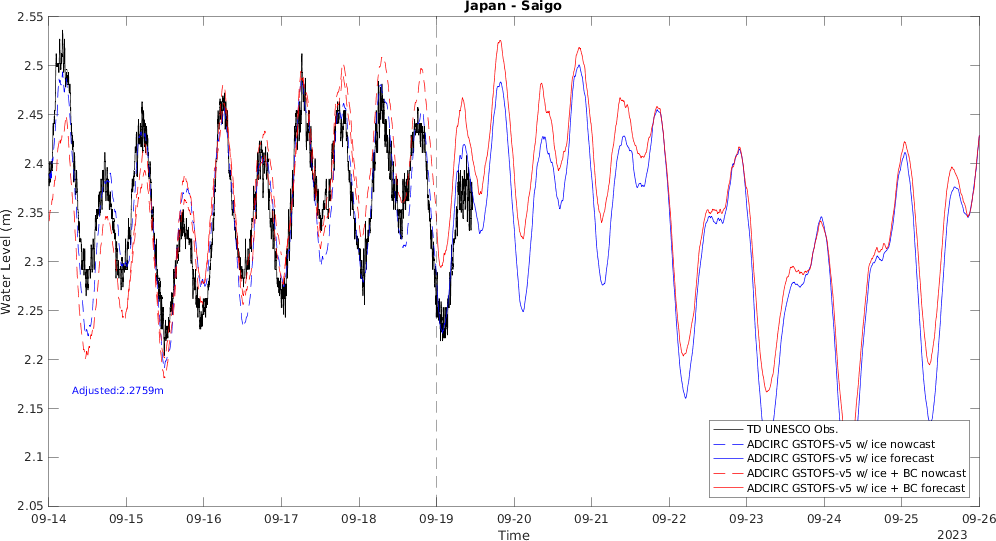 Japan - Saigo
2.55
2.5
2.45
2.4
2.35
2.3
2.25
2.2
2.15
2.1
2.05
Water Level (m)
Adjusted:2.2759m
TD UNESCO Obs.
ADCIRC GSTOFS-v5 w/ ice nowcast
ADCIRC GSTOFS-v5 w/ ice forecast
ADCIRC GSTOFS-v5 w/ ice + BC nowcast
ADCIRC GSTOFS-v5 w/ ice + BC forecast
09-14 09-15 09-16 09-17 09-18 09-19 09-20 09-21 09-22 09-23 09-24 09-25 09-26
Time
2023